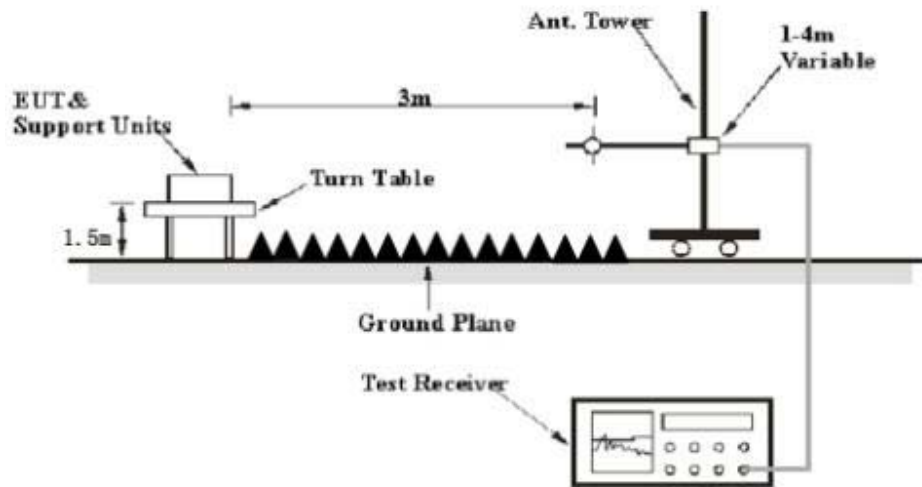 Ant. Tower
1-4m
Variable
EUT&
Support Units
3m
Turn Table
1.5m
Ground Plane
Test Receiver